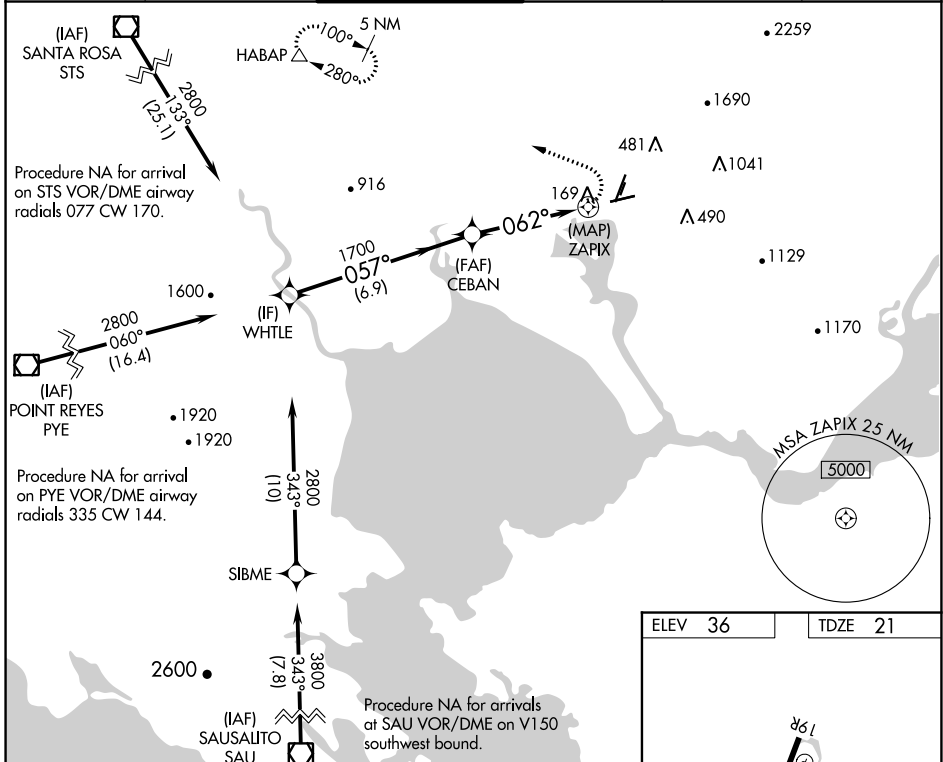 (IAF)
SANTA ROSA
STS
2800
133°
(25.1)
HABAP
100°
5 NM
280°
2259
1690
481
1041
Procedure NA for arrival
on STS VOR/DME airway
radials 077 CW 170.
916
169
490
(MAP)
ZAPIX
062°
1700
057°
(6.9)
(FAF)
CEBAN
1129
1600
(IF)
WHTLE
2800
060°
(16.4)
1170
(IAF)
POINT REYES
PYE
1920
1920
MSA ZAPIX 25 NM
5000
Procedure NA for arrival
on PYE VOR/DME airway
radials 335 CW 144.
2800
343°
(10)
SIBME
ELEV 36
TDZE 21
2600
3800
343°
(7.8)
Procedure NA for arrivals
at SAU VOR/DME on V150
southwest bound.
(IAF)
SAUSALITO
SAU
19R